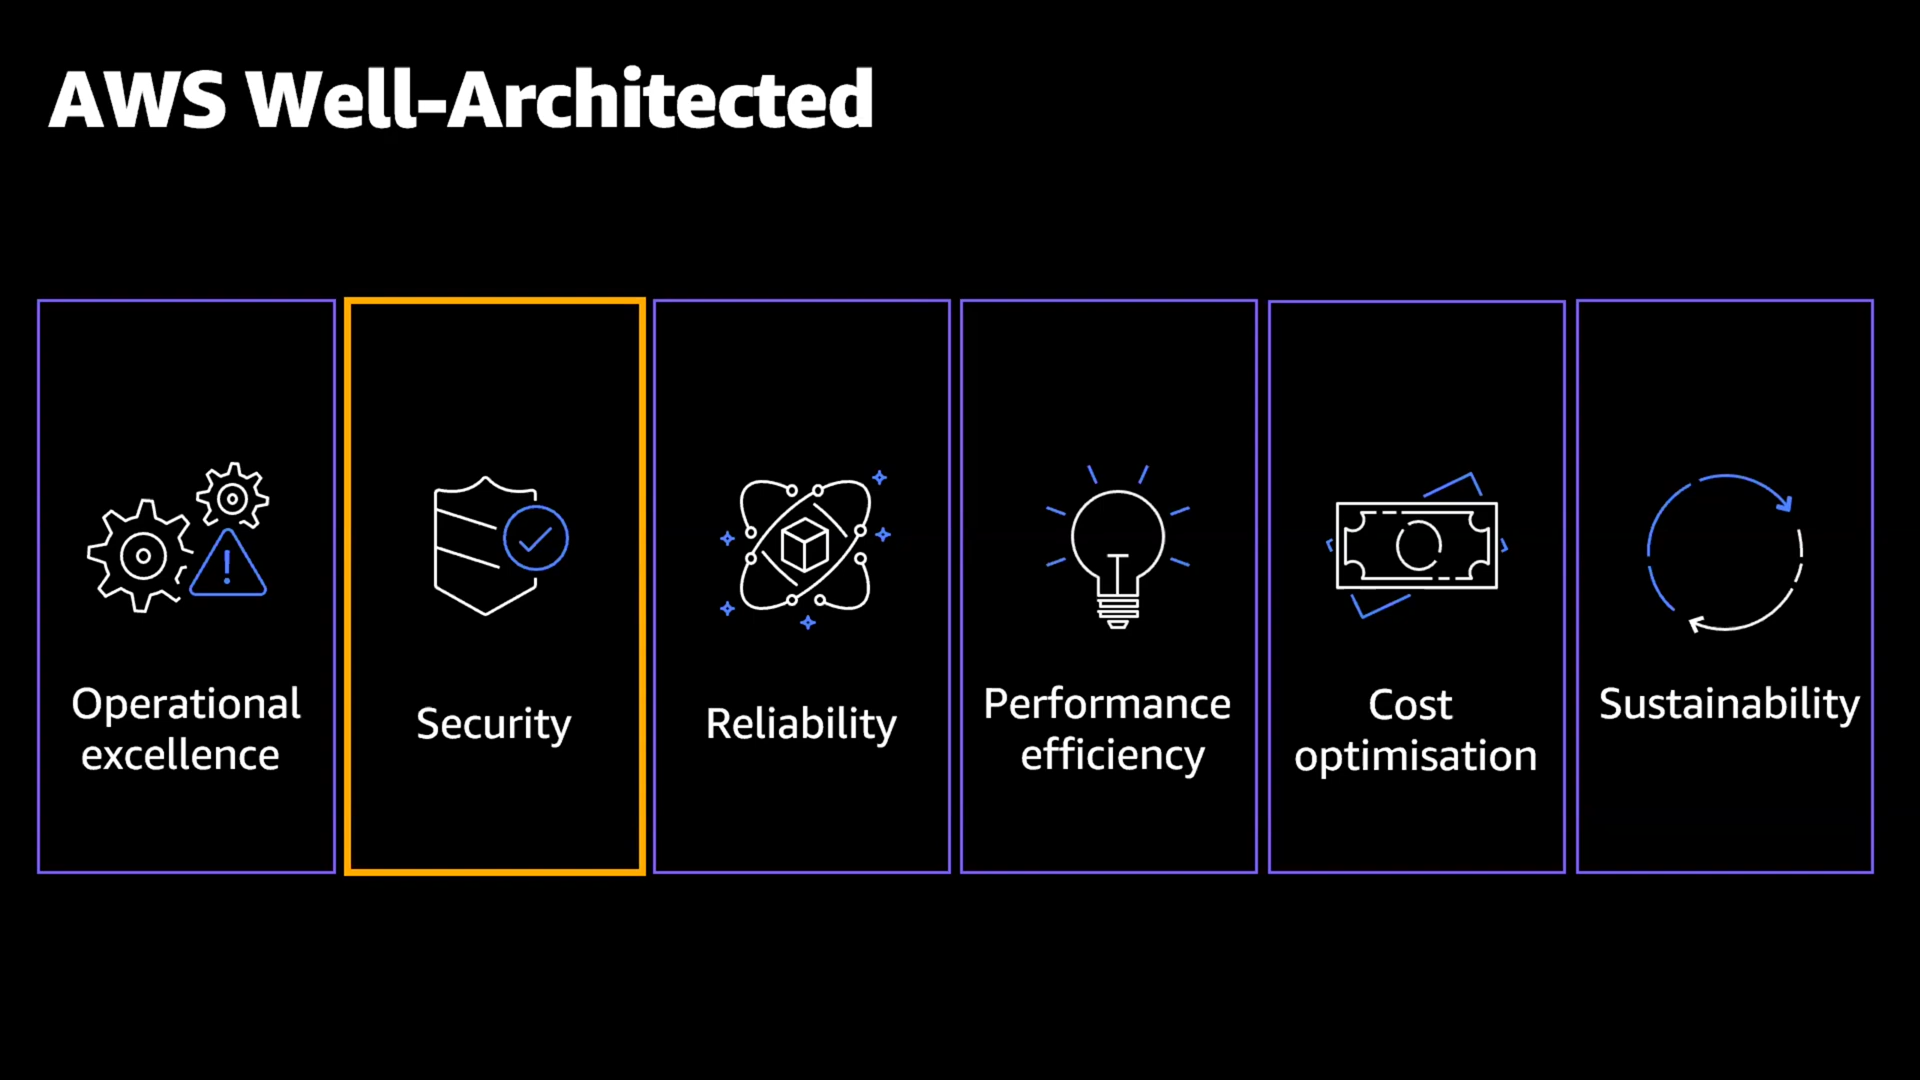 AWS Well-Architected
Operational
excellence
Security
Reliability
Performance
efficiency
Cost
optimisation
Sustainability